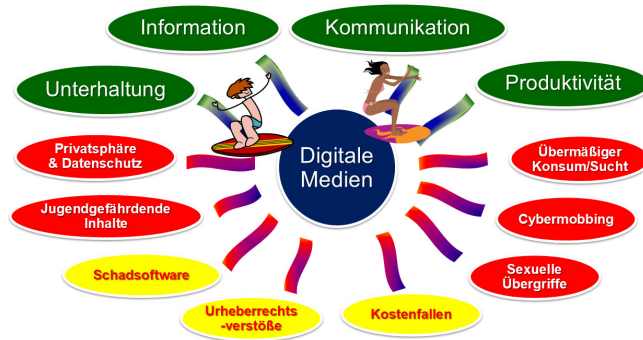 Information
Kommunikation
Unterhaltung
Produktivität
Digitale
Medien
Privatsphäre
& Datenschutz
Übermäßiger
Konsum/Sucht
Jugendgefährdende
Inhalte
Cybermobbing
Schadsoftware
Sexuelle
Übergriffe
Urheberrechts
-verstöße
Kostenfallen